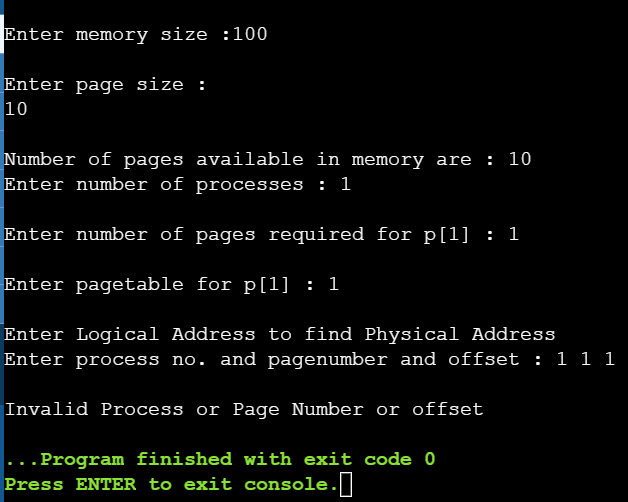 Enter memory size :100
Enter page size :
10
Number of pages available in memory are : 10
Enter number of processes : 1
Enter number of pages required for p[1] : 1
Enter pagetable for p[1] : 1
Enter Logical Address to find Physical Address
Enter process no. and pagenumber and offset : 1 1 1
Invalid Process or Page Number or offset
...Program finished with exit code 0
Press ENTER to exit console.